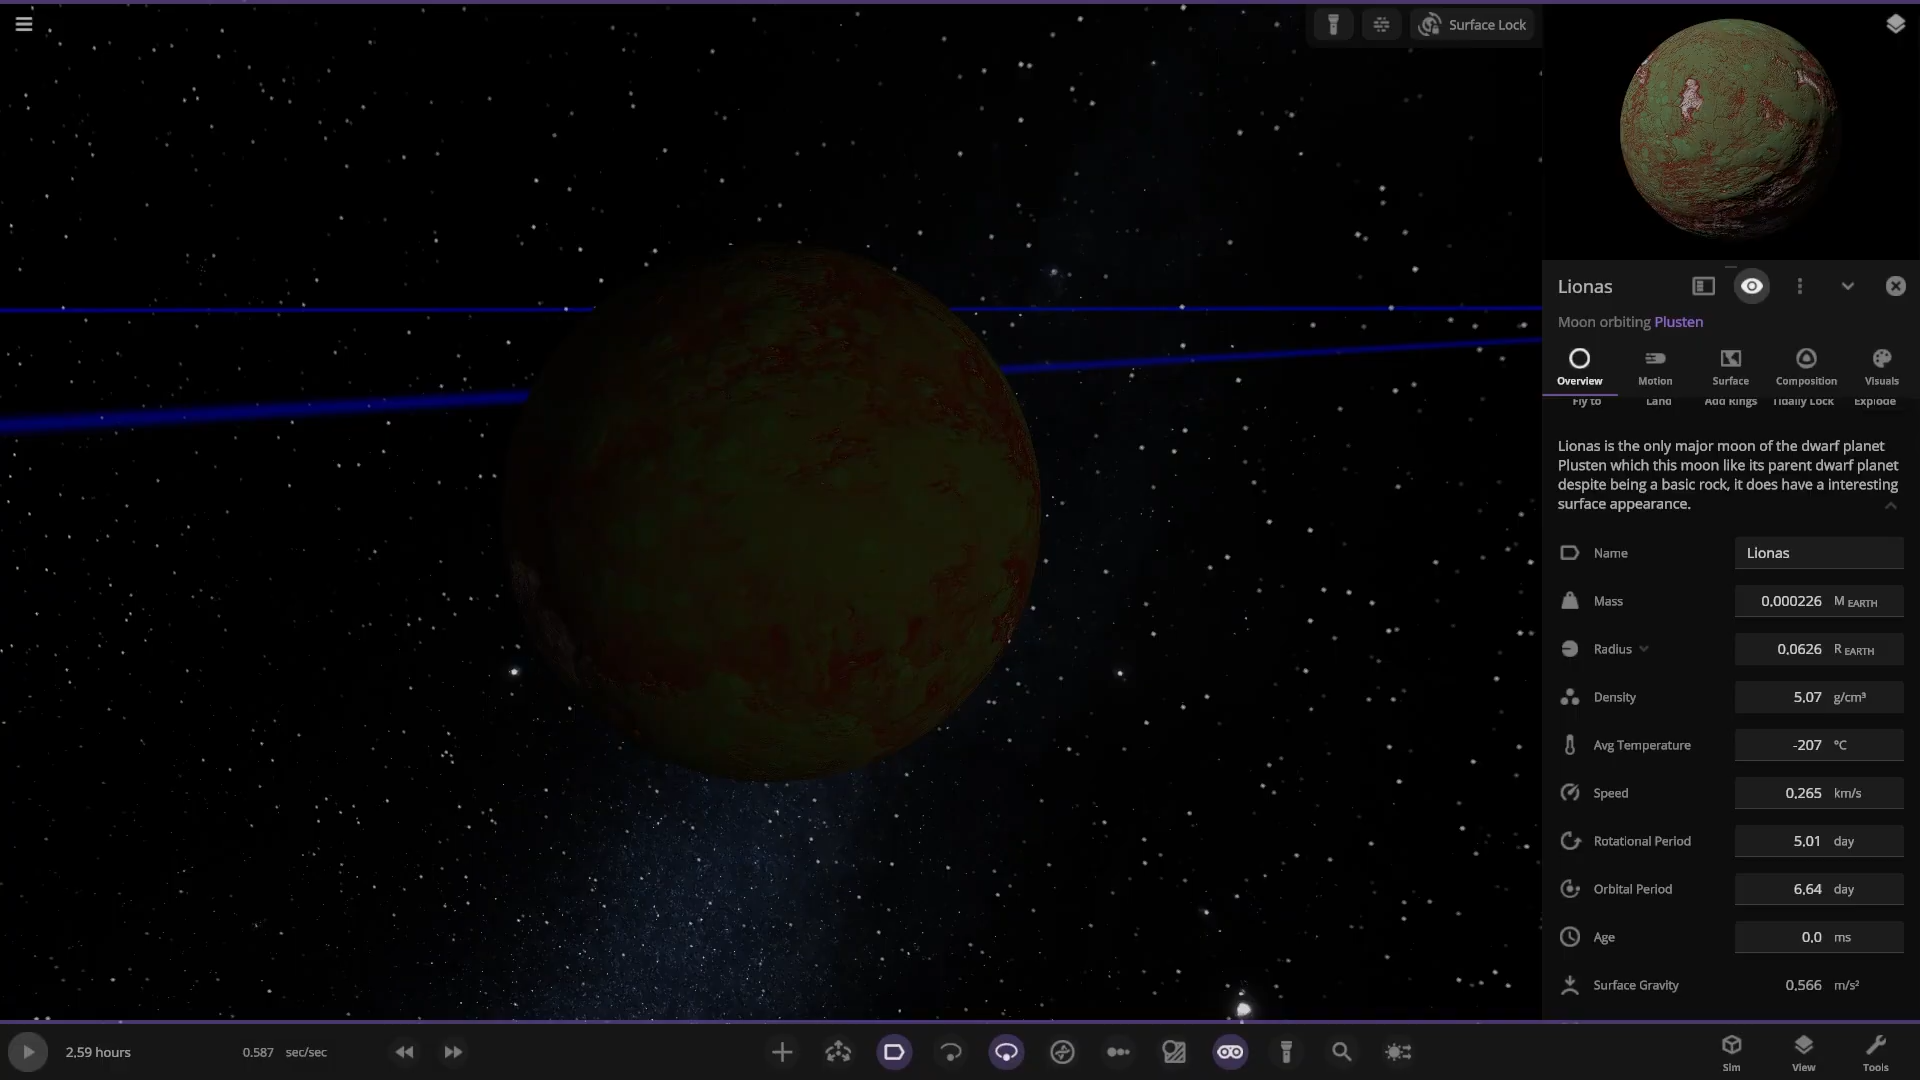 Surface Lock
Lionas
Moon orbiting Plusten
Overview Motion Surface Composition Visuals
Fly to Land Add Rings Tidally Lock Explode
Lionas is the only major moon of the dwarf planet
Plusten which this moon like its parent dwarf planet
despite being a basic rock, it does have a interesting
surface appearance.
Name Lionas
Mass 0,000226 M EARTH
Radius 0,0626 R EARTH
Density 5,07 g/cm³
Avg Temperature -207 °C
Speed 0,265 km/s
Rotational Period 5,01 day
Orbital Period 6,64 day
Age 0,0 ms
Surface Gravity 0,566 m/s²
2,59 hours 0,587 sec/sec
Sim View Tools